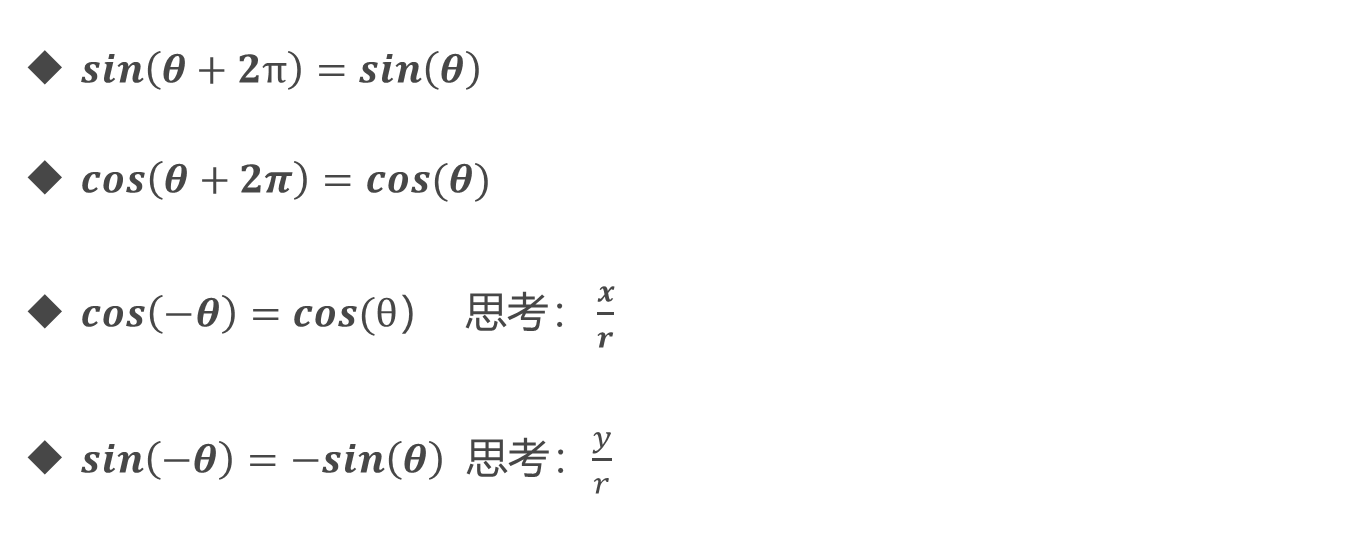 ◆ sin(θ + 2π) = sin(θ)
◆ cos(θ + 2π) = cos(θ)
◆ cos(−θ) = cos(θ） 思考： x/r
◆ sin(−θ) = −sin(θ) 思考： y/r